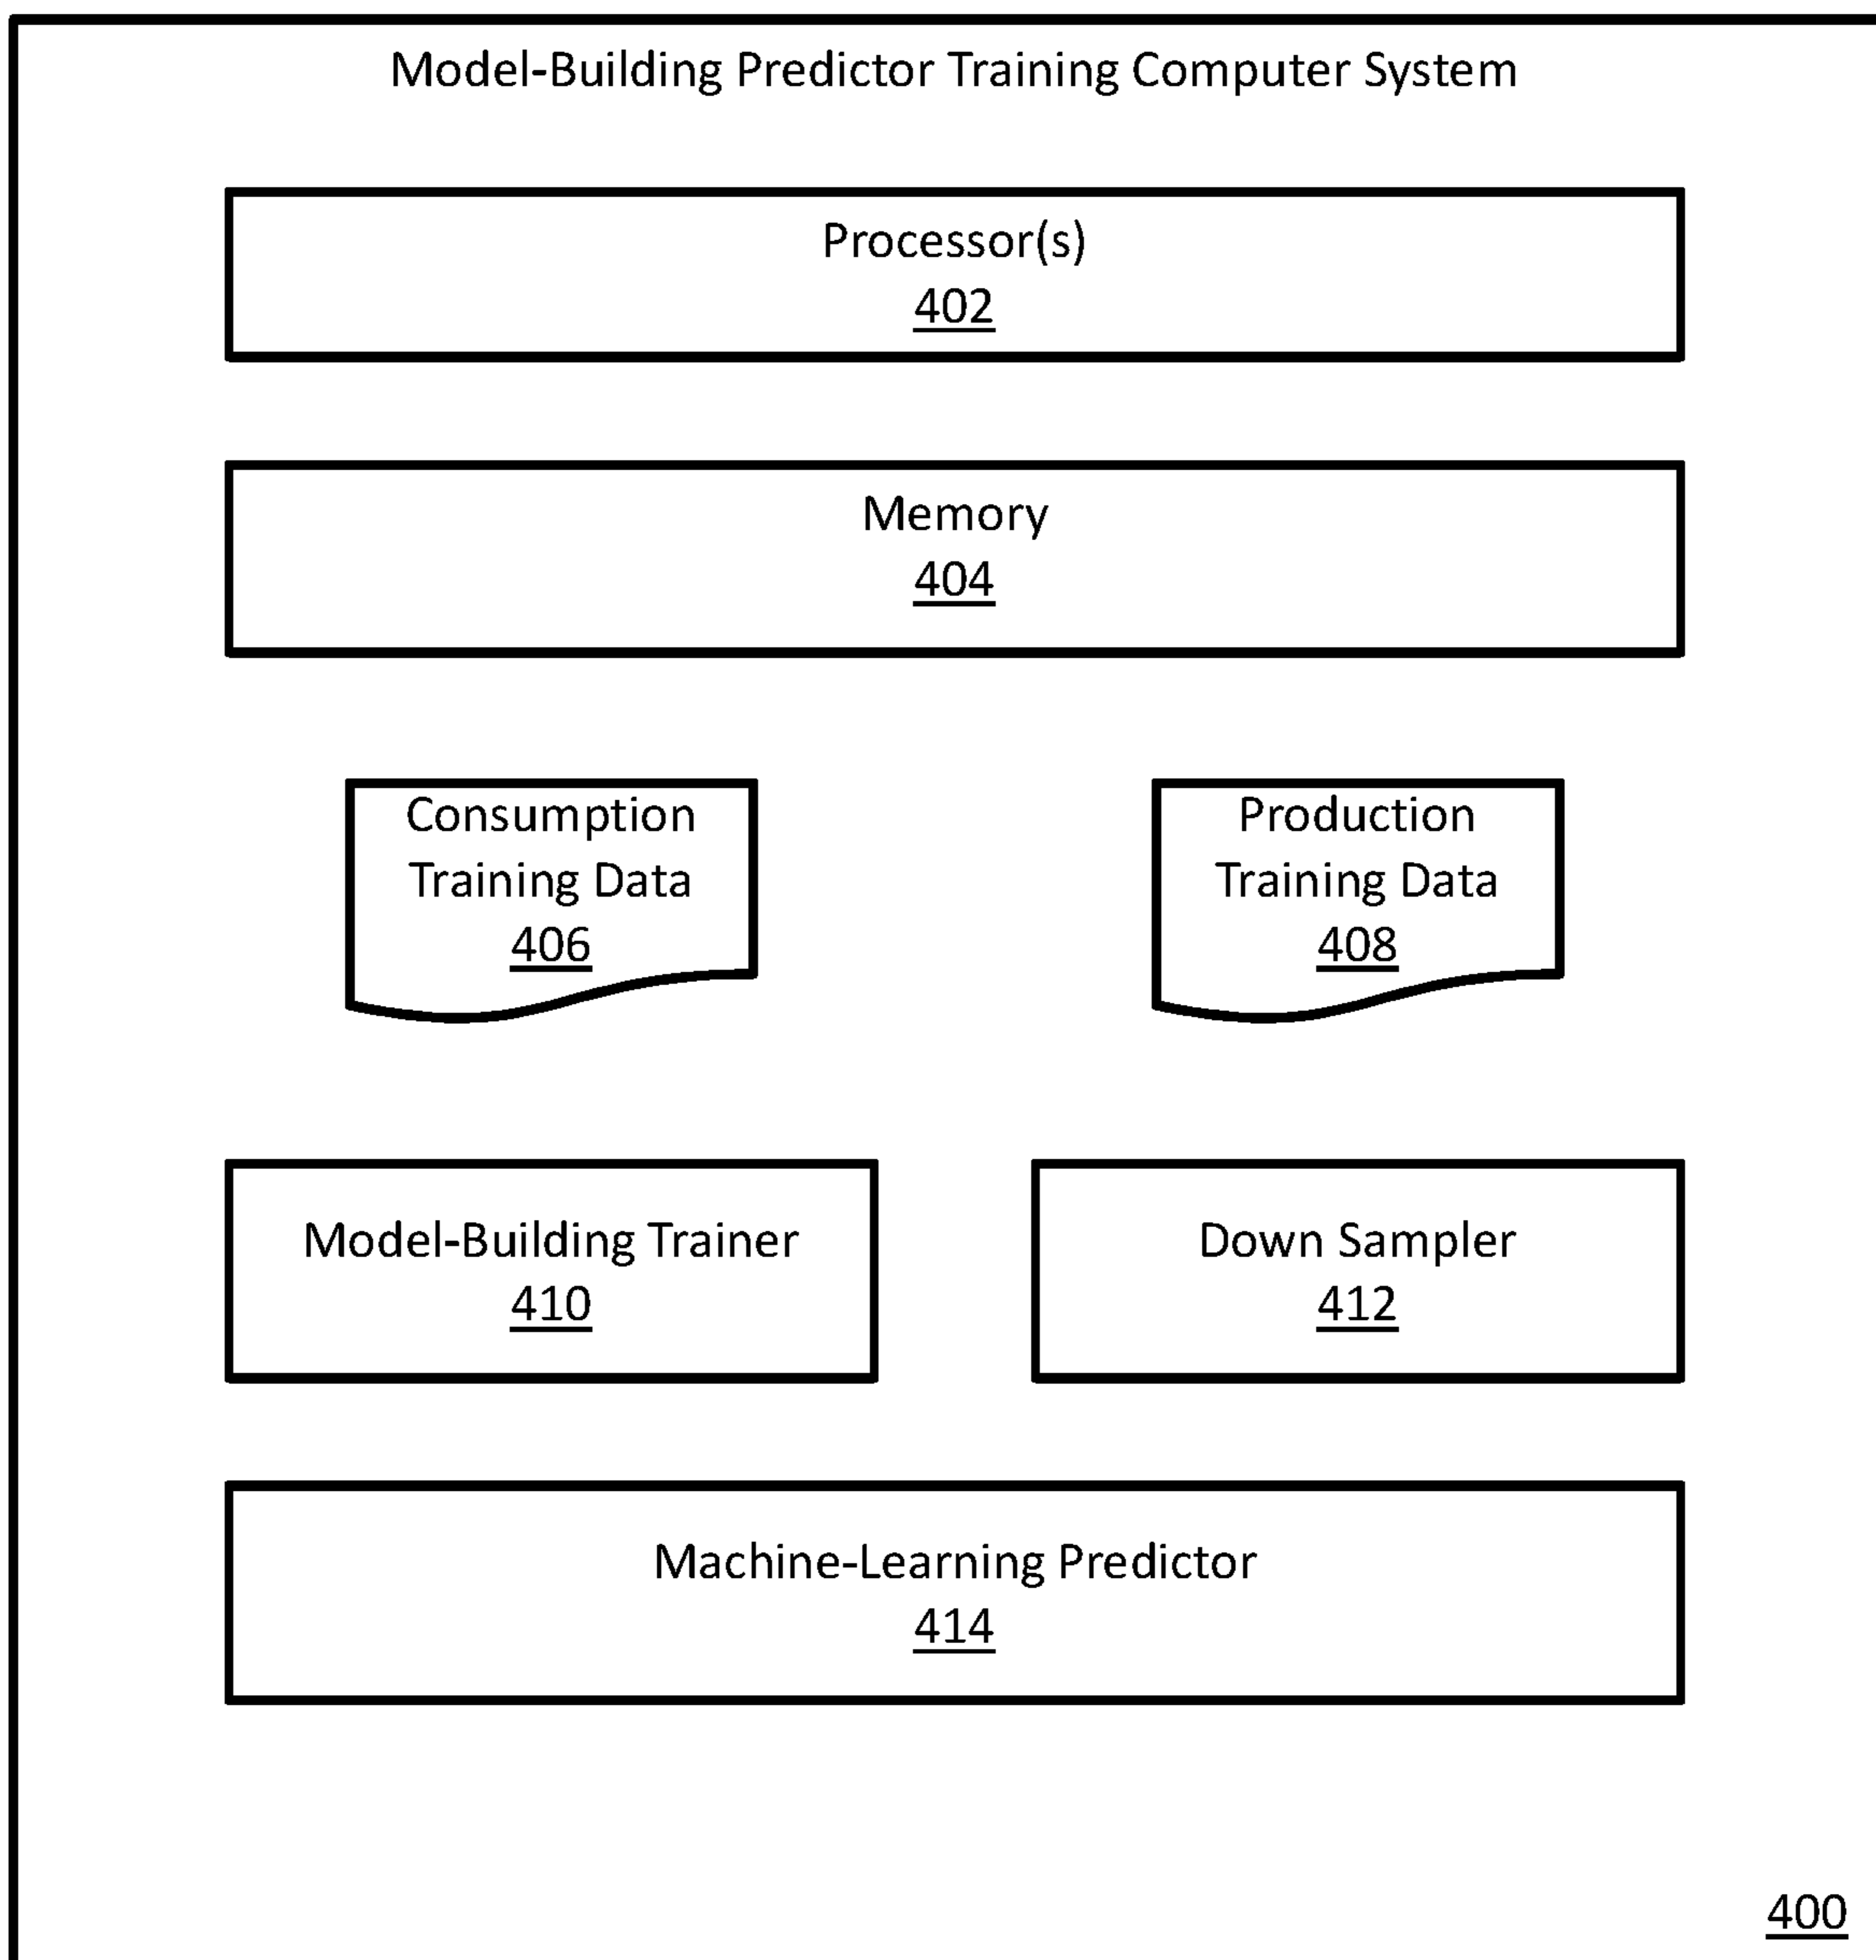 Model-Building Predictor Training Computer System
Processor(s)
402
Memory
404
Consumption
Training Data
406
Production
Training Data
408
Model-Building Trainer
410
Down Sampler
412
Machine-Learning Predictor
414
400